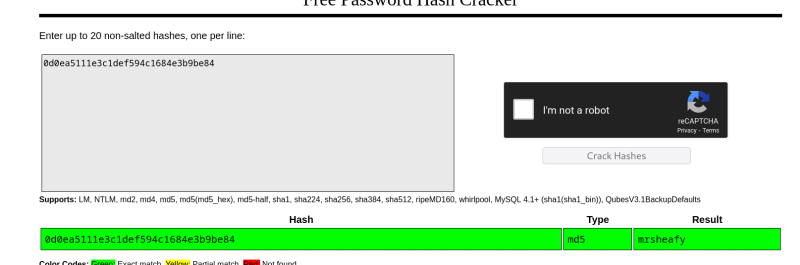 Free Password Hash Cracker
Enter up to 20 non-salted hashes, one per line:
0d0ea5111e3c1def594c1684e3b9be84
I'm not a robot
reCAPTCHA
Privacy - Terms
Crack Hashes
Supports: LM, NTLM, md2, md4, md5, md5(md5_hex), md5-half, sha1, sha224, sha256, sha384, sha512, ripeMD160, whirlpool, MySQL 4.1+ (sha1(sha1_bin)), QubesV3.1BackupDefaults
Hash Type Result
0d0ea5111e3c1def594c1684e3b9be84 md5 mrsheafy
Color Codes: Green: Exact match, Yellow: Partial match, Red: Not found.